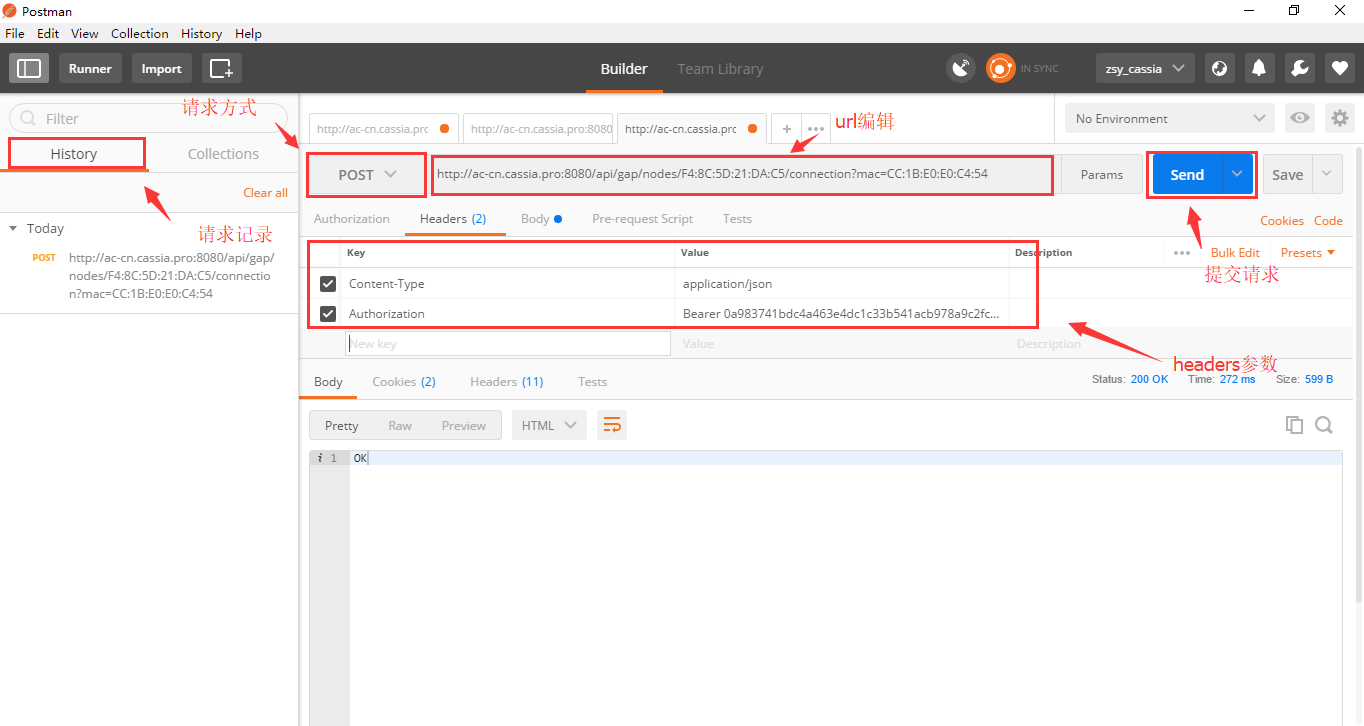 Postman
File Edit View Collection History Help
Runner Import Builder Team Library IN SYNC zsy_cassia
请求方式
Filter
History Collections
Clear all
请求记录
Today
POST http://ac-cn.cassia.pro:8080/api/gap/
nodes/F4:8C:5D:21:DA:C5/connectio
n?mac=CC:1B:E0:E0:C4:54
http://ac-cn.cassia.prc http://ac-cn.cassia.pro:8080 http://ac-cn.cassia.prc + ••• url编辑
No Environment
POST http://ac-cn.cassia.pro:8080/api/gap/nodes/F4:8C:5D:21:DA:C5/connection?mac=CC:1B:E0:E0:C4:54 Params Send Save
Authorization Headers (2) Body Pre-request Script Tests Cookies Code
Key Value Description ••• Bulk Edit Presets
提交请求
Content-Type application/json
Authorization Bearer 0a983741bdc4a463e4dc1c33b541acb978a9c2fc...
New key Value Description
headers参数
Body Cookies (2) Headers (11) Tests Status: 200 OK Time: 272 ms Size: 599 B
Pretty Raw Preview HTML
i 1 OK